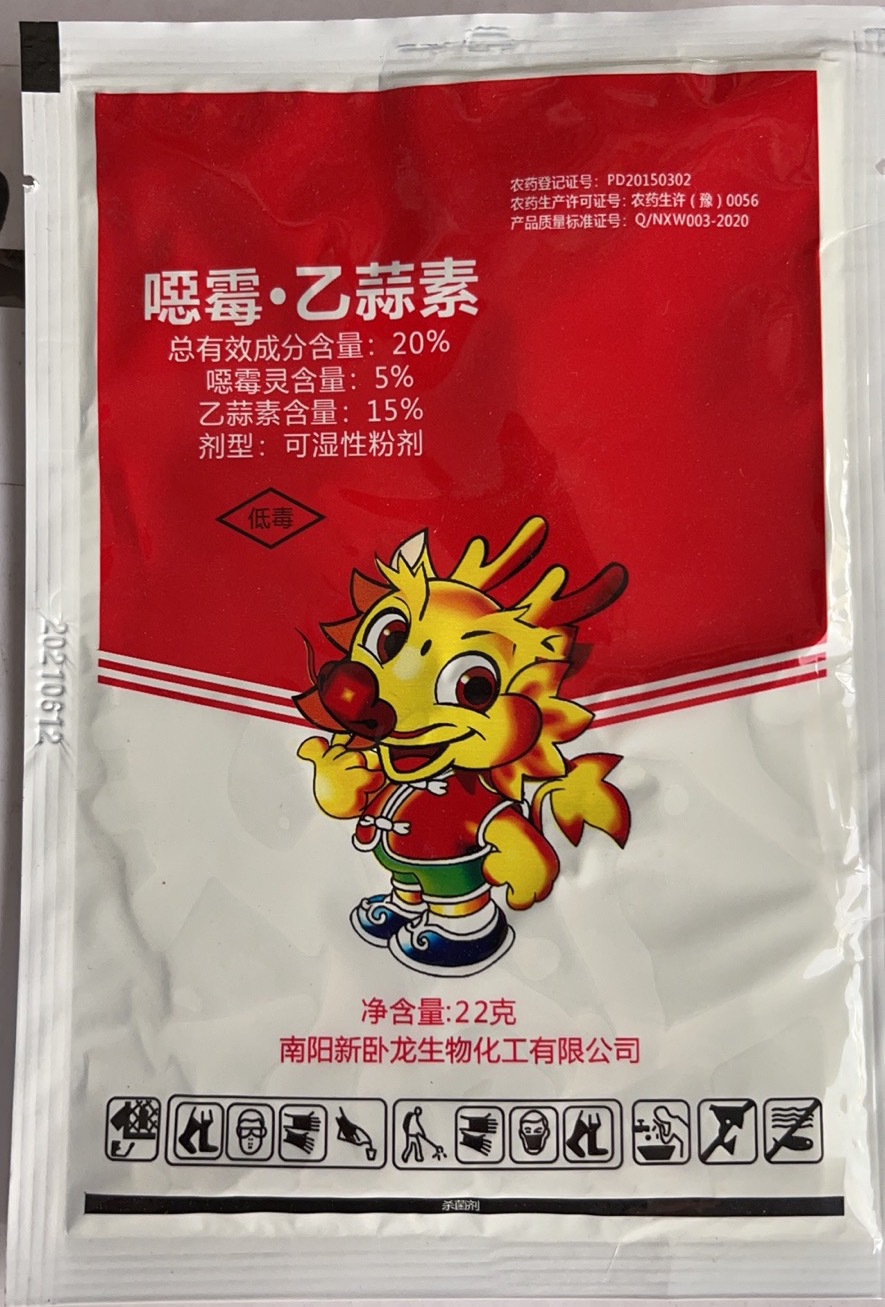 农药登记证号：PD20150302
农药生产许可证号：农药生许（豫）0056
产品质量标准证号：Q/NXW003-2020
噁霉·乙蒜素
总有效成分含量：20%
噁霉灵含量：5%
乙蒜素含量：15%
剂型：可湿性粉剂
低毒
20210612
净含量:22克
南阳新卧龙生物化工有限公司
杀菌剂